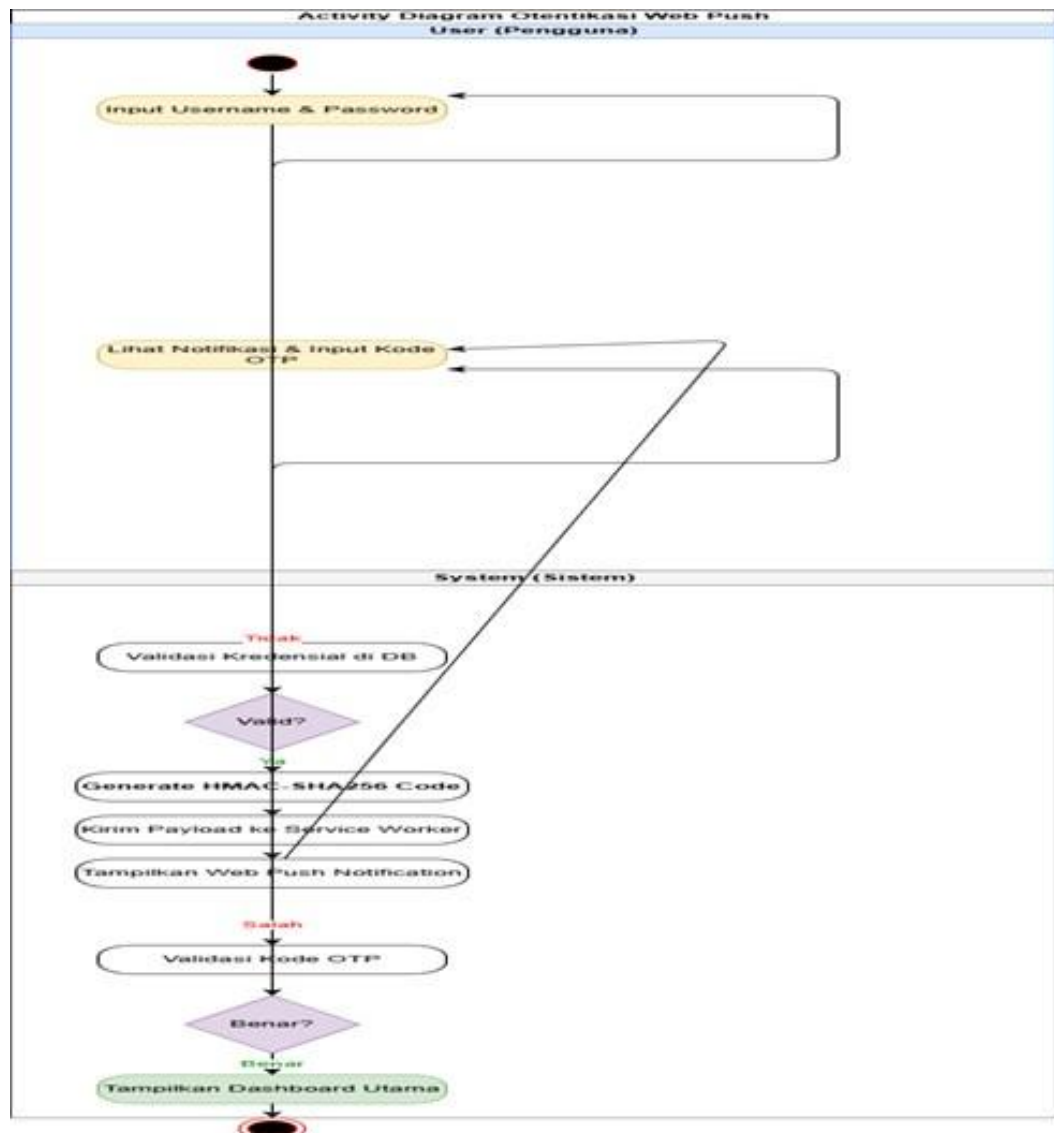 Activity Diagram Otentikasi Web Push
User (Pengguna)
Input Username & Password
Lihat Notifikasi & Input Kode
OTP
System (Sistem)
Tidak
Validasi Kredensial di DB
Valid?
Ya
Generate HMAC-SHA256 Code
Kirim Payload ke Service Worker
Tampilkan Web Push Notification
Salah
Validasi Kode OTP
Benar?
Benar
Tampilkan Dashboard Utama